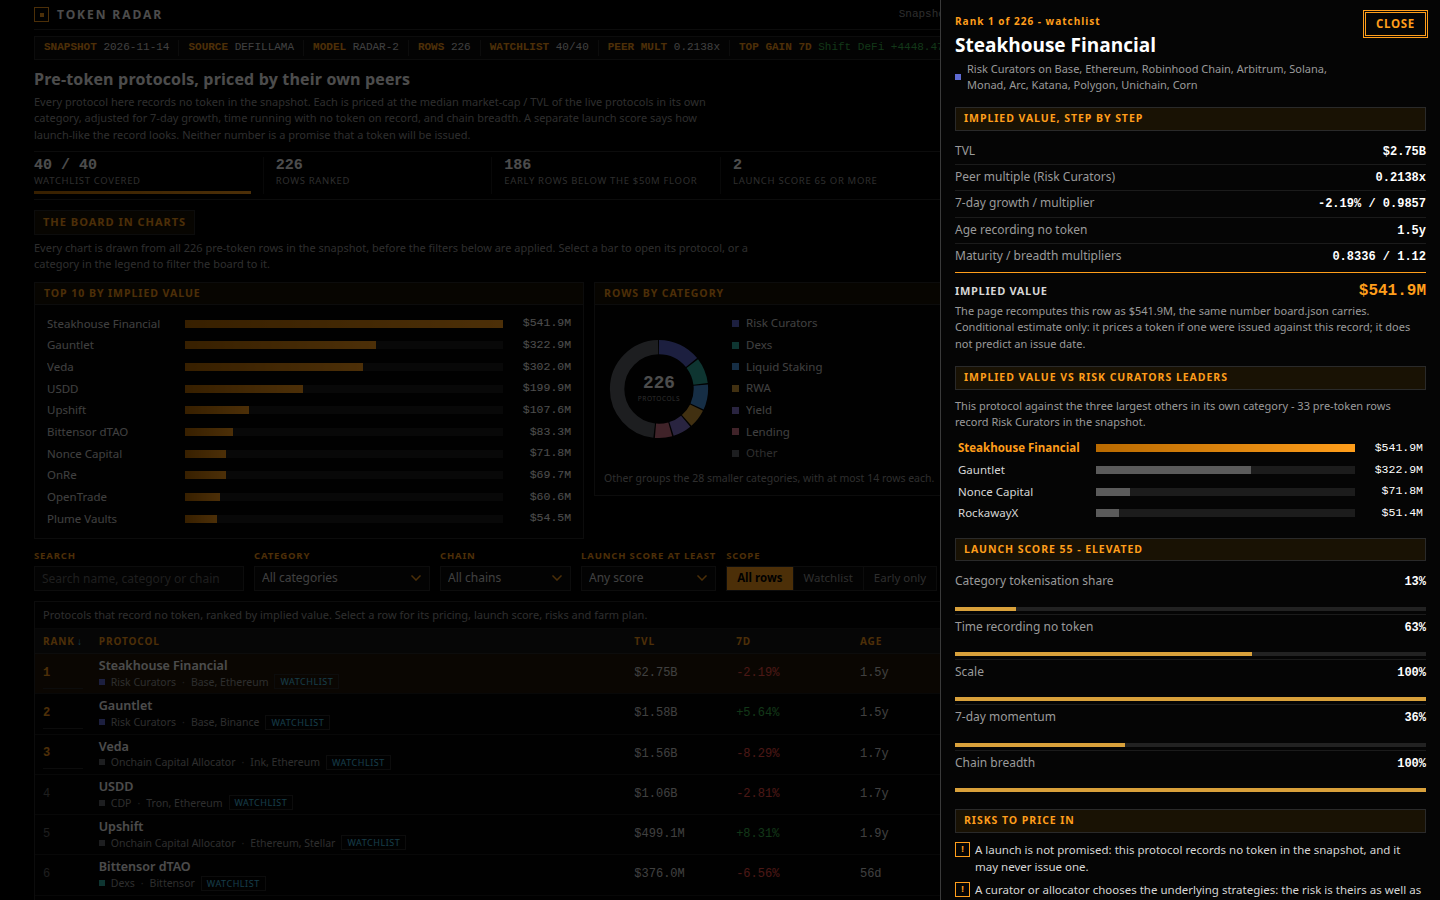 TOKEN RADAR
SNAPSHOT 2026-11-14 SOURCE DEFILLAMA MODEL RADAR-2 ROWS 226 WATCHLIST 40/40 PEER MULT 0.2138x TOP GAIN 7D Shift DeFi
Pre-token protocols, priced by their own peers
Every protocol here records no token in the snapshot. Each is priced at the median market-cap / TVL of the live protocols in its own
category, adjusted for 7-day growth, time running with no token on record, and chain breadth. A separate launch score says how
launch-like the record looks. Neither number is a promise that a token will be issued.
40 / 40
WATCHLIST COVERED
226
ROWS RANKED
186
EARLY ROWS BELOW THE $50M FLOOR
2
LAUNCH SCORE 65 OR MORE
THE BOARD IN CHARTS
Every chart is drawn from all 226 pre-token rows in the snapshot, before the filters below are applied. Select a bar to open its protocol, or a
category in the legend to filter the board to it.
TOP 10 BY IMPLIED VALUE
Steakhouse Financial $541.9M
Gauntlet $322.9M
Veda $302.0M
USDD $199.9M
Upshift $107.6M
Bittensor dTAO $83.3M
Nonce Capital $71.8M
OnRe $69.7M
OpenTrade $60.6M
Plume Vaults $54.5M
ROWS BY CATEGORY
226
PROTOCOLS
Risk Curators
Dexs
Liquid Staking
RWA
Yield
Lending
Other
Other groups the 28 smaller categories, with at most 14 rows each.
SEARCH
Search name, category or chain
CATEGORY
All categories
CHAIN
All chains
LAUNCH SCORE AT LEAST
Any score
SCOPE
All rows Watchlist Early only
Protocols that record no token, ranked by implied value. Select a row for its pricing, launch score, risks and farm plan.
RANK ↓ PROTOCOL TVL 7D AGE
1 Steakhouse Financial $2.75B -2.19% 1.5y
Risk Curators · Base, Ethereum WATCHLIST
2 Gauntlet $1.58B +5.64% 1.5y
Risk Curators · Base, Binance WATCHLIST
3 Veda $1.56B -8.29% 1.7y
Onchain Capital Allocator · Ink, Ethereum WATCHLIST
4 USDD $1.06B -2.81% 1.7y
CDP · Tron, Ethereum WATCHLIST
5 Upshift $499.1M +8.31% 1.9y
Onchain Capital Allocator · Ethereum, Stellar WATCHLIST
6 Bittensor dTAO $376.0M -6.56% 56d
Dexs · Bittensor WATCHLIST
Rank 1 of 226 - watchlist
CLOSE
Steakhouse Financial
Risk Curators on Base, Ethereum, Robinhood Chain, Arbitrum, Solana,
Monad, Arc, Katana, Polygon, Unichain, Corn
IMPLIED VALUE, STEP BY STEP
TVL $2.75B
Peer multiple (Risk Curators) 0.2138x
7-day growth / multiplier -2.19% / 0.9857
Age recording no token 1.5y
Maturity / breadth multipliers 0.8336 / 1.12
IMPLIED VALUE $541.9M
The page recomputes this row as $541.9M, the same number board.json carries.
Conditional estimate only: it prices a token if one were issued against this record; it does
not predict an issue date.
IMPLIED VALUE VS RISK CURATORS LEADERS
This protocol against the three largest others in its own category - 33 pre-token rows
record Risk Curators in the snapshot.
Steakhouse Financial $541.9M
Gauntlet $322.9M
Nonce Capital $71.8M
RockawayX $51.4M
LAUNCH SCORE 55 - ELEVATED
Category tokenisation share 13%
Time recording no token 63%
Scale 100%
7-day momentum 36%
Chain breadth 100%
RISKS TO PRICE IN
! A launch is not promised: this protocol records no token in the snapshot, and it
may never issue one.
! A curator or allocator chooses the underlying strategies: the risk is theirs as well as